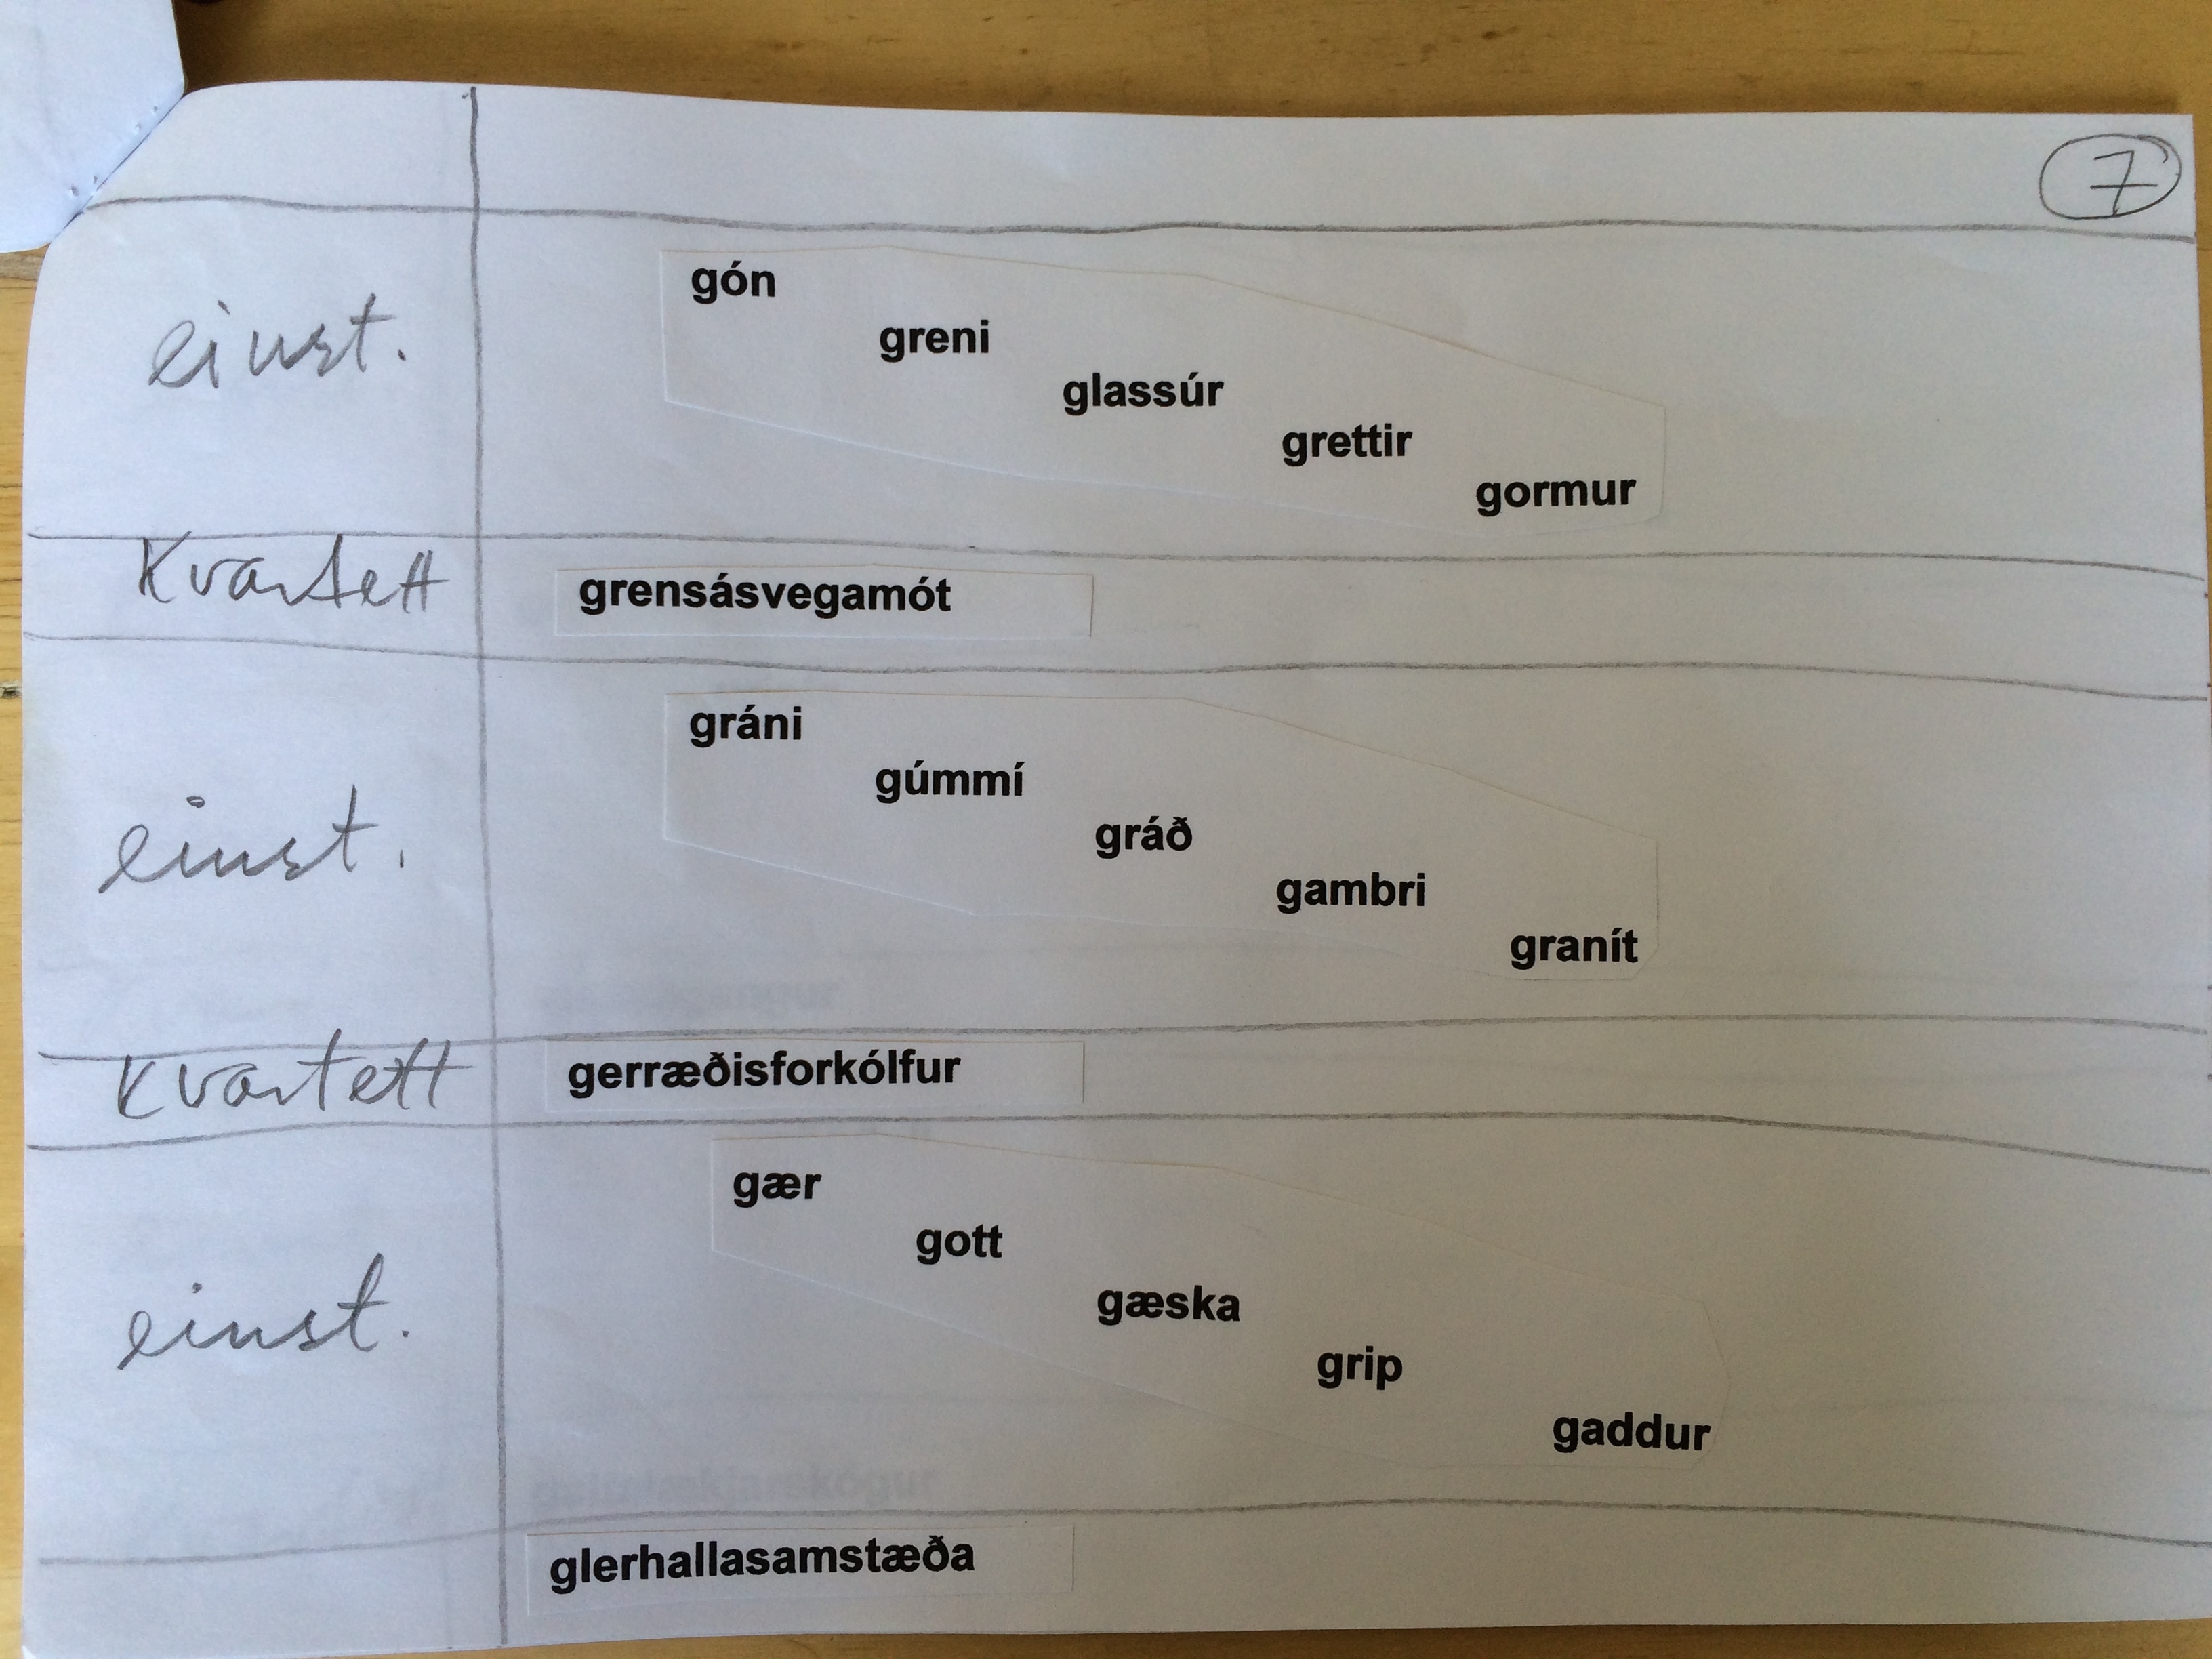 7
einst.
gón
greni
glassúr
grettir
gormur
Kvartett
grensásvegamót
einst.
gráni
gúmmí
gráð
gambri
granít
Kvartett
gerræðisforkólfur
einst.
gær
gott
gæska
grip
gaddur
glerhallasamstæða